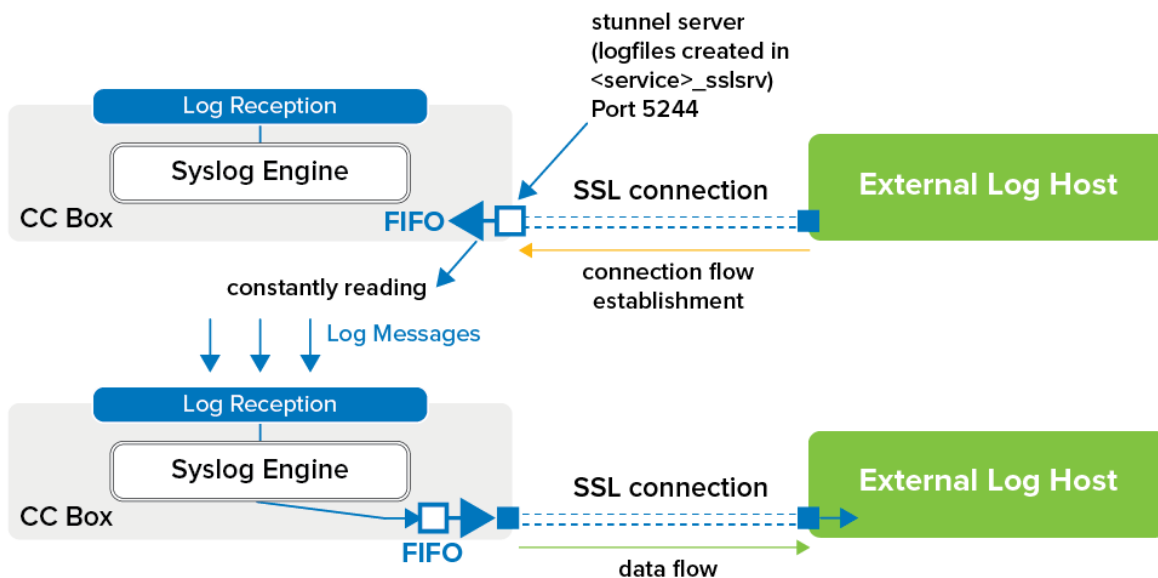 stunnel server
(logfiles created in
<service>_sslsrv)
Port 5244
Log Reception
Syslog Engine
CC Box
FIFO
SSL connection
External Log Host
connection flow
establishment
constantly reading
Log Messages
Log Reception
Syslog Engine
CC Box
FIFO
SSL connection
External Log Host
data flow